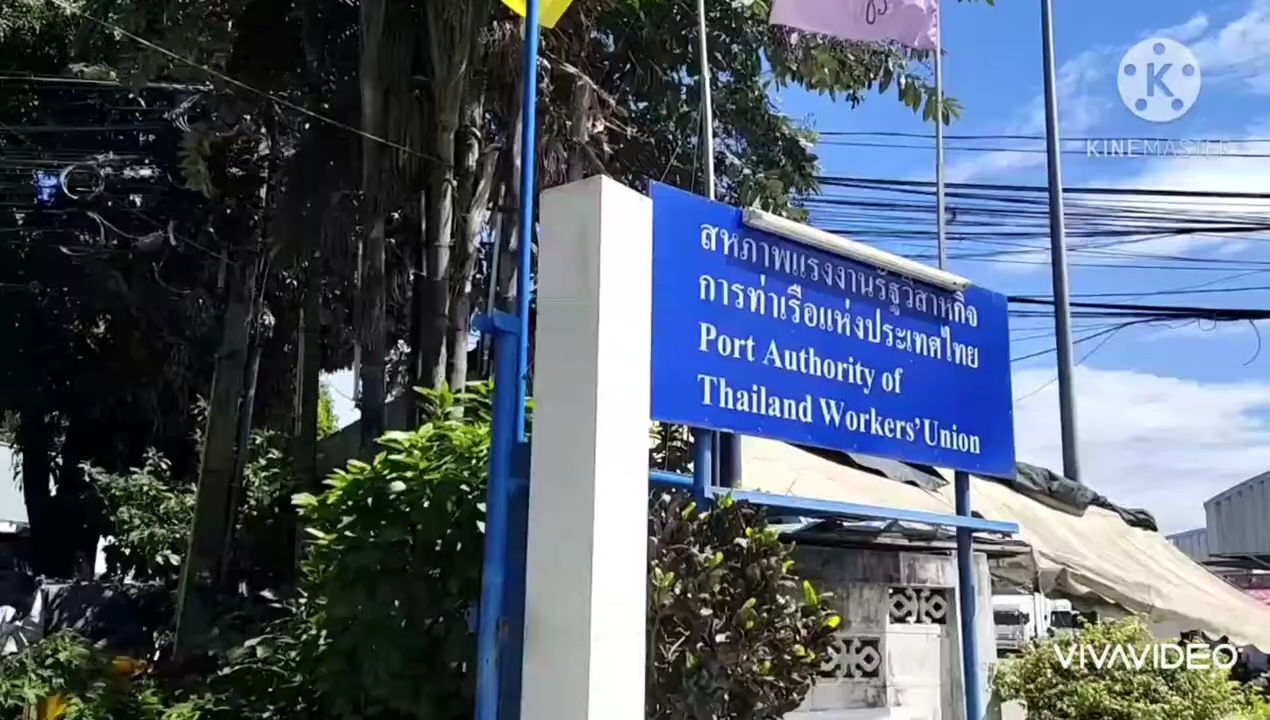 K
KINEMASTER
สหภาพแรงงานรัฐวิสาหกิจ
การท่าเรือแห่งประเทศไทย
Port Authority of
Thailand Workers' Union
VIVAVIDEO